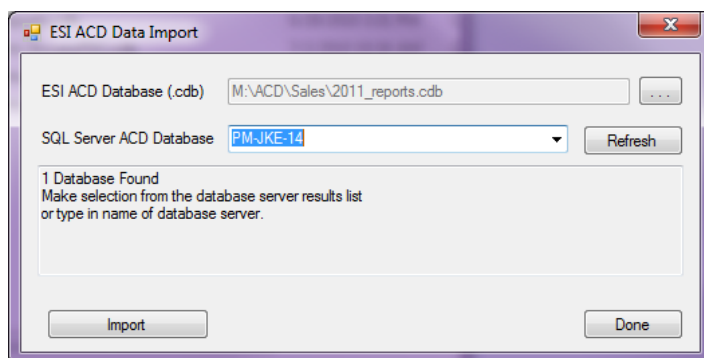 ESI ACD Data Import
ESI ACD Database (.cdb) M:\ACD\Sales\2011_reports.cdb ...
SQL Server ACD Database PM-JKE-14 Refresh
1 Database Found
Make selection from the database server results list
or type in name of database server.
Import Done